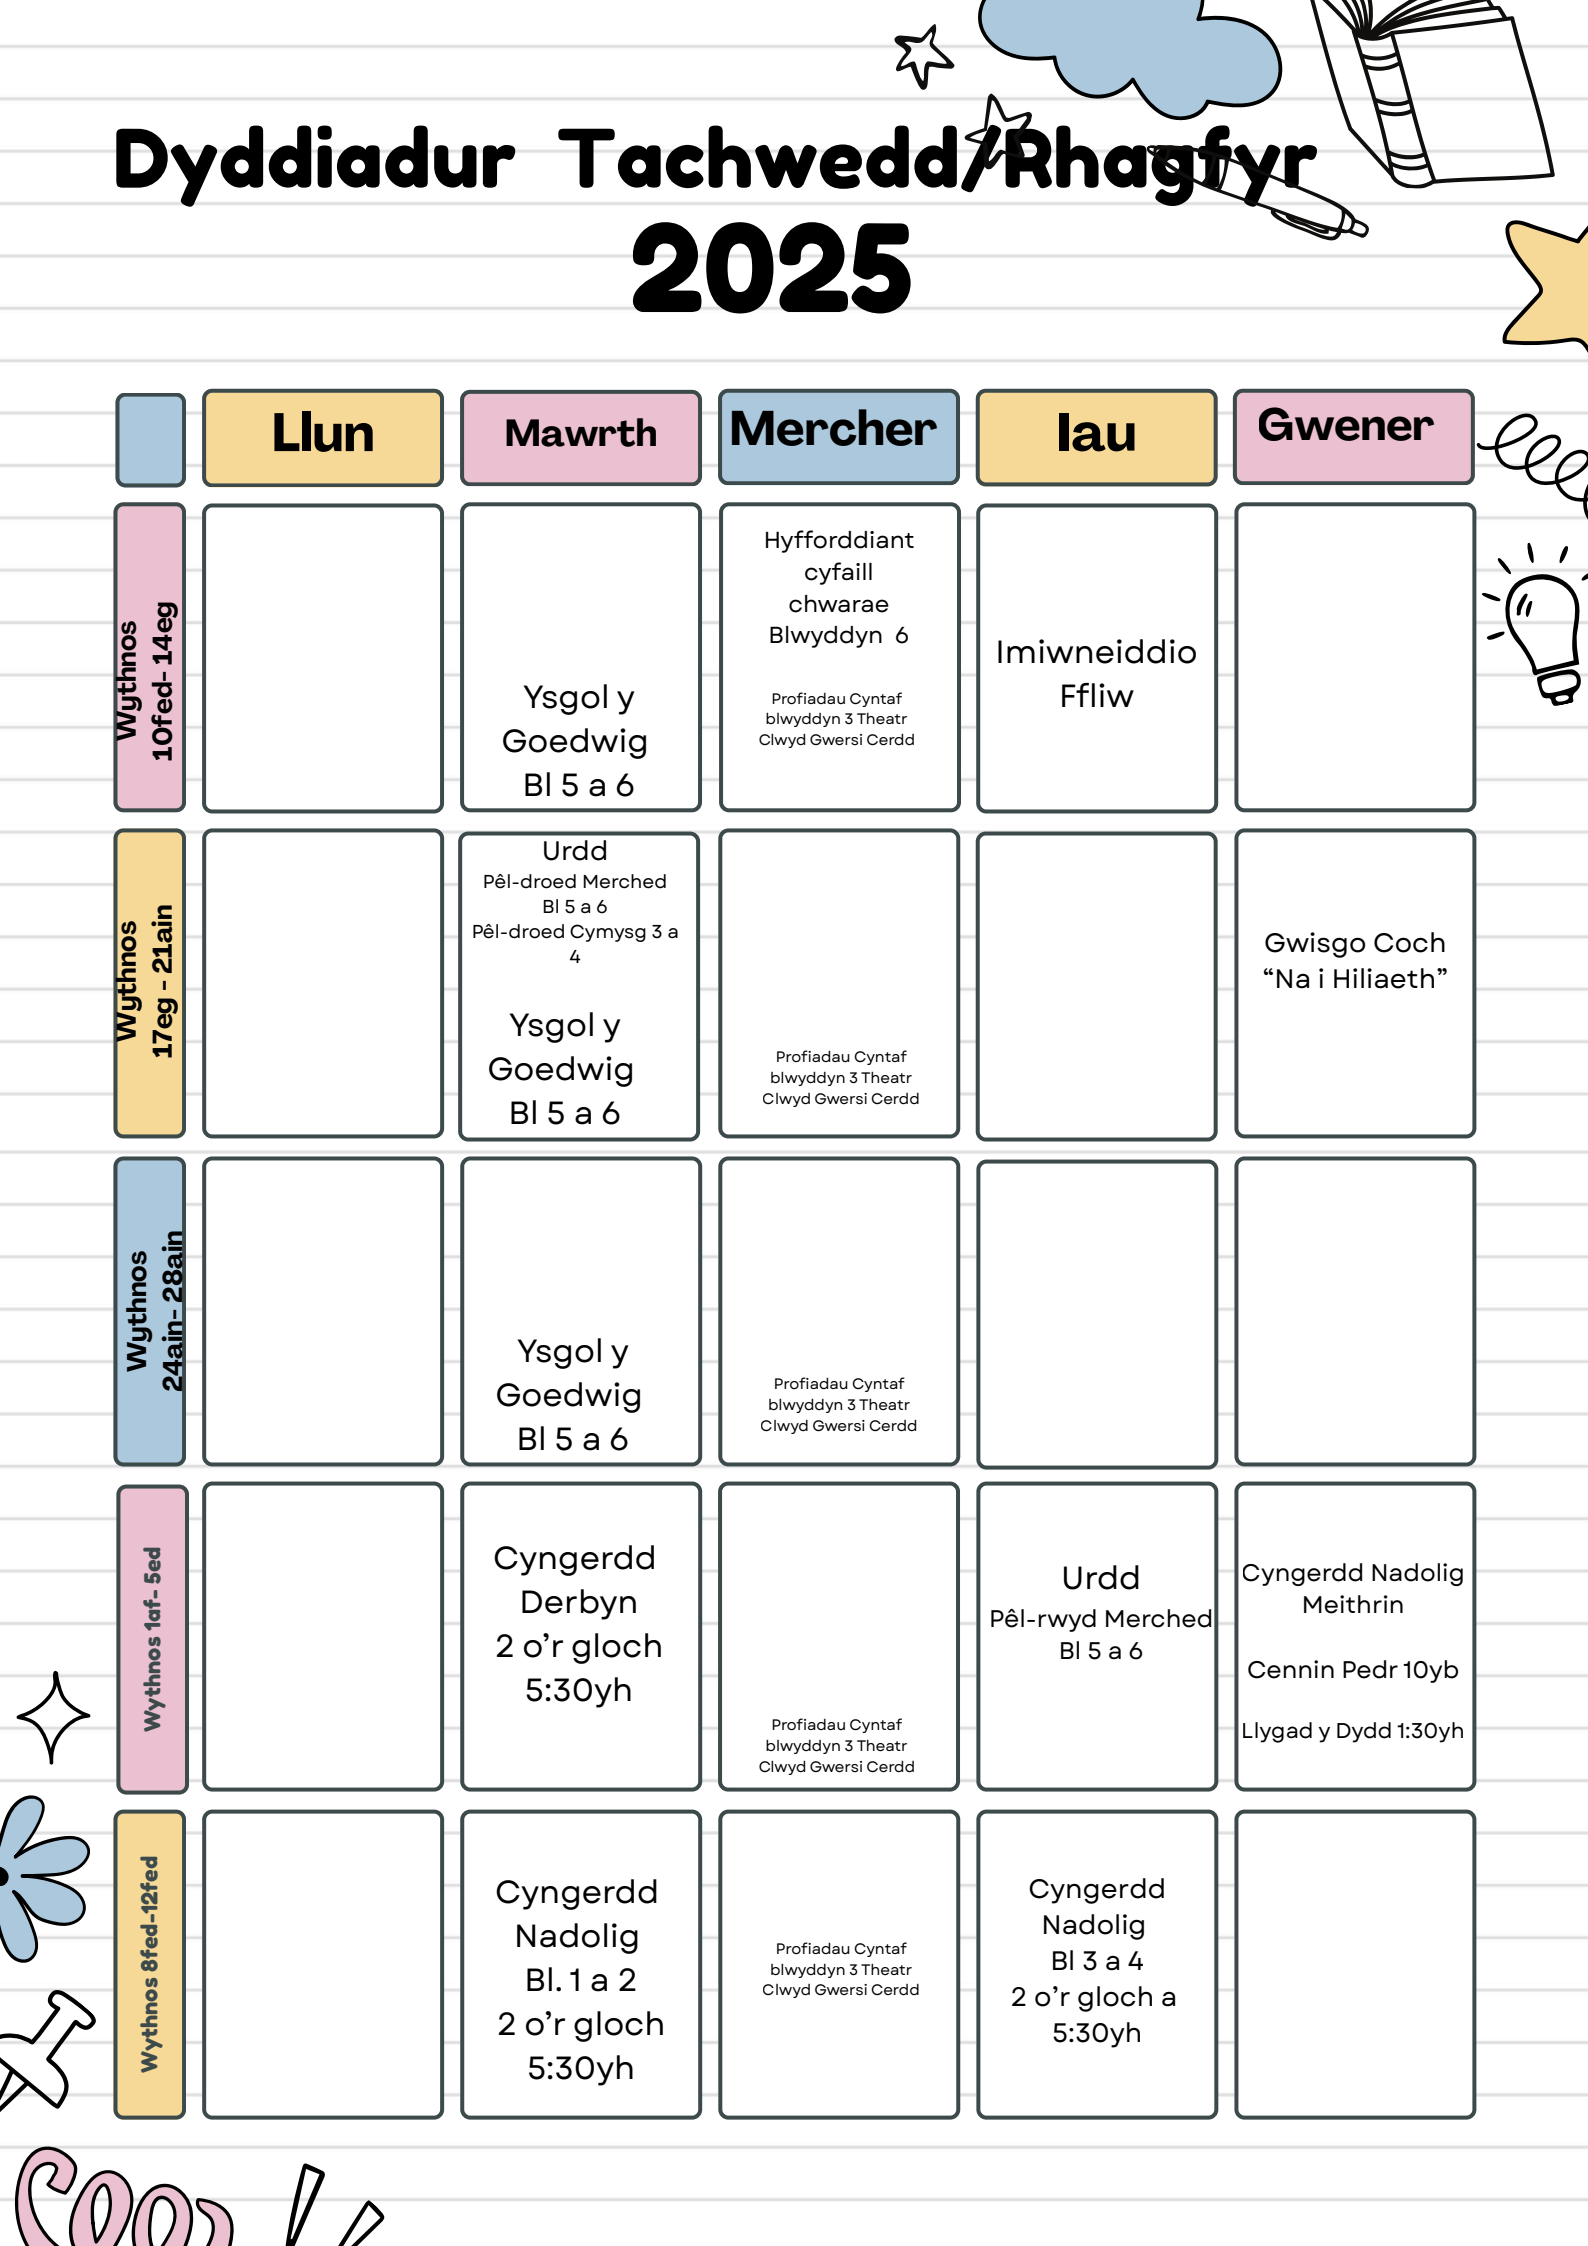 Dyddiadur Tachwedd/Rhagfyr
2025
Llun
Mawrth
Mercher
Iau
Gwener
Wythnos
10fed- 14eg
Ysgol y
Goedwig
Bl 5 a 6
Hyfforddiant
cyfaill
chwarae
Blwyddyn 6
Profiadau Cyntaf
blwyddyn 3 Theatr
Clwyd Gwersi Cerdd
Imiwneiddio
Ffliw
Wythnos
17eg - 21ain
Urdd
Pêl-droed Merched
Bl 5 a 6
Pêl-droed Cymysg 3 a
4
Ysgol y
Goedwig
Bl 5 a 6
Profiadau Cyntaf
blwyddyn 3 Theatr
Clwyd Gwersi Cerdd
Gwisgo Coch
“Na i Hiliaeth”
Wythnos
24ain- 28ain
Ysgol y
Goedwig
Bl 5 a 6
Profiadau Cyntaf
blwyddyn 3 Theatr
Clwyd Gwersi Cerdd
Wythnos 1af- 5ed
Cyngerdd
Derbyn
2 o’r gloch
5:30yh
Profiadau Cyntaf
blwyddyn 3 Theatr
Clwyd Gwersi Cerdd
Urdd
Pêl-rwyd Merched
Bl 5 a 6
Cyngerdd Nadolig
Meithrin
Cennin Pedr 10yb
Llygad y Dydd 1:30yh
Wythnos 8fed-12fed
Cyngerdd
Nadolig
Bl. 1 a 2
2 o’r gloch
5:30yh
Profiadau Cyntaf
blwyddyn 3 Theatr
Clwyd Gwersi Cerdd
Cyngerdd
Nadolig
Bl 3 a 4
2 o’r gloch a
5:30yh